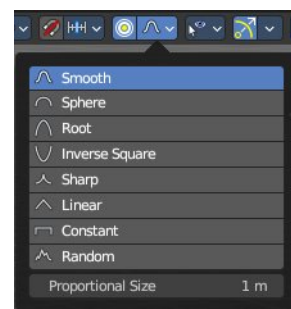 Smooth
Sphere
Root
Inverse Square
Sharp
Linear
Constant
Random
Proportional Size 1 m